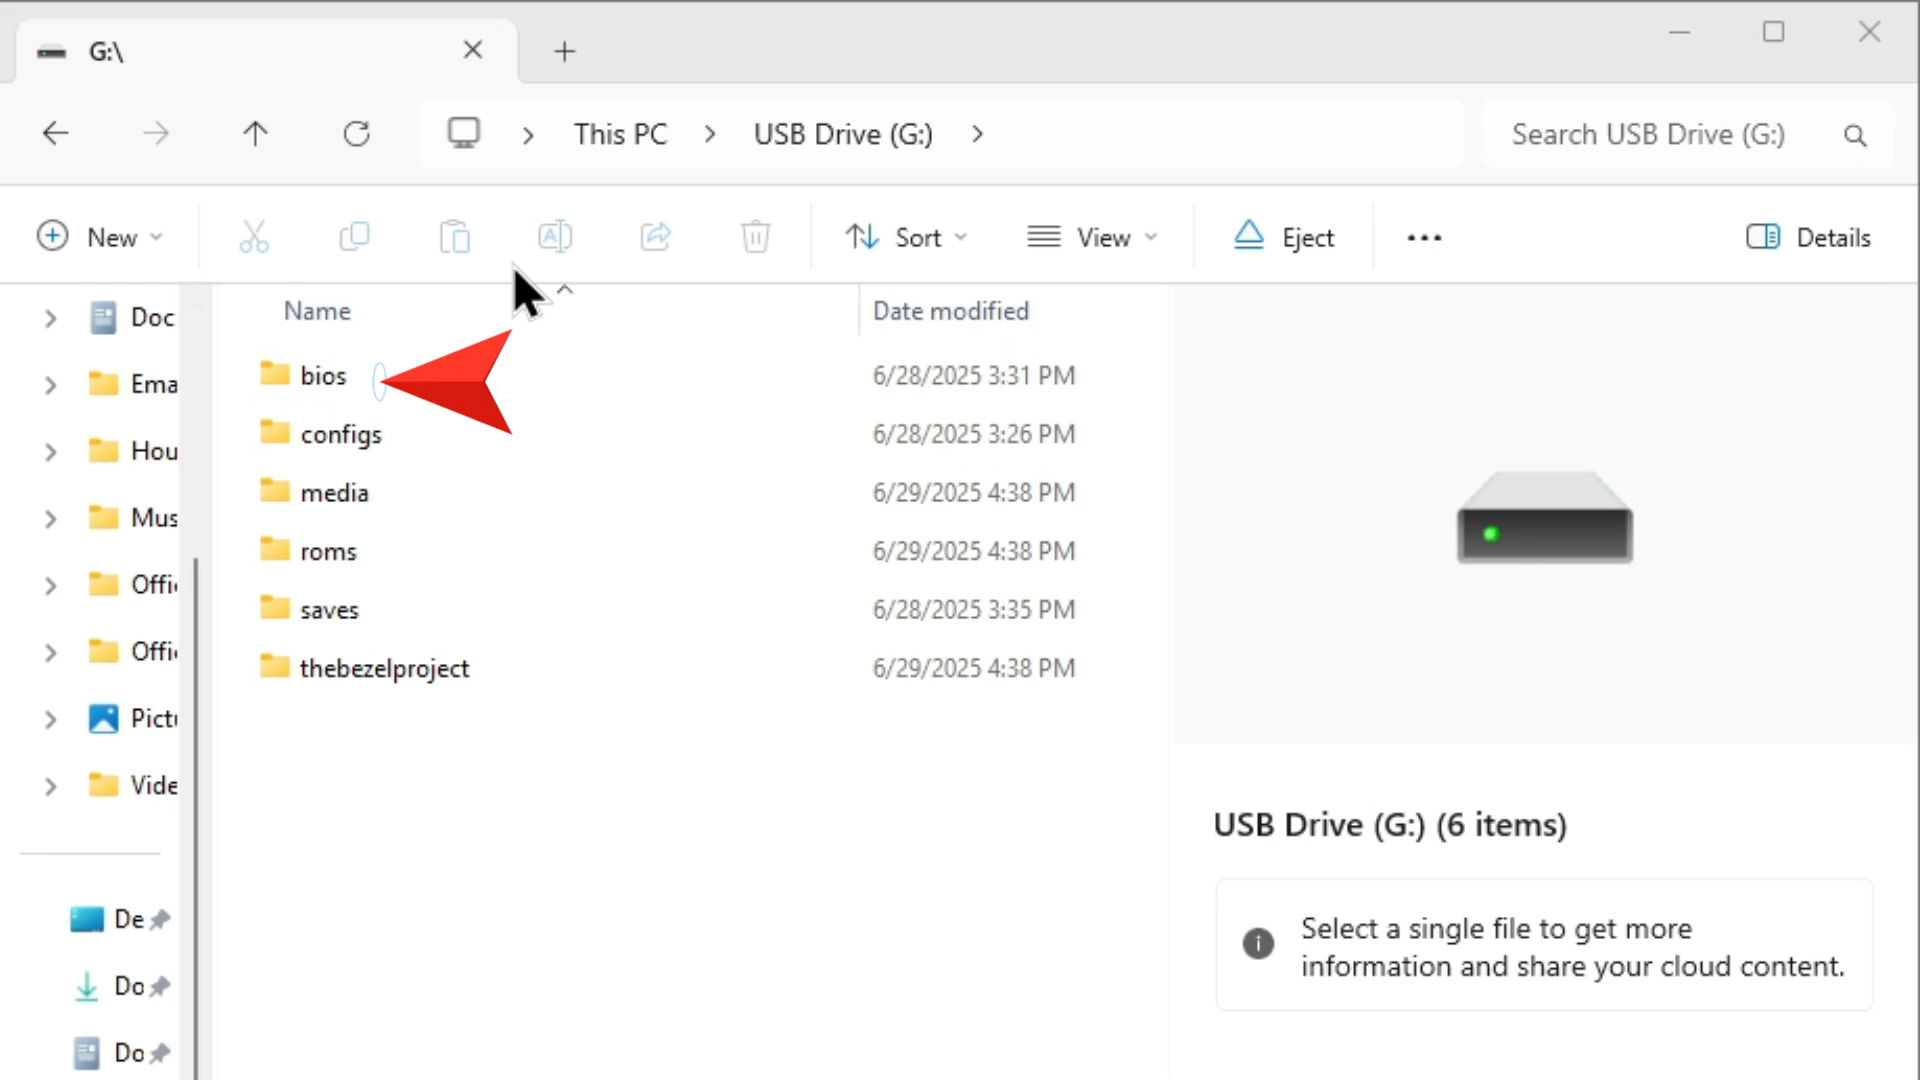 G:\
This PC
USB Drive (G:)
Search USB Drive (G:)
New
Sort
View
Eject
Details
Name
Date modified
bios
6/28/2025 3:31 PM
configs
6/28/2025 3:26 PM
media
6/29/2025 4:38 PM
roms
6/29/2025 4:38 PM
saves
6/28/2025 3:35 PM
thebezelproject
6/29/2025 4:38 PM
Doc
Ema
Hou
Mus
Offi
Offi
Pict
Vide
De
Do
Do
USB Drive (G:) (6 items)
Select a single file to get more
information and share your cloud content.